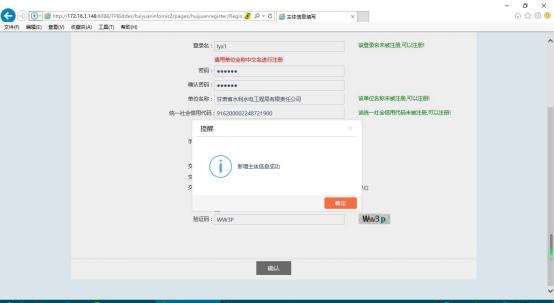 http://172.16.1.148:8080/TPBidder/huiyuaninfomis2/pages/huiyuanregister/Regis
主体信息填写
文件(F) 编辑(E) 查看(V) 收藏夹(A) 工具(T) 帮助(H)
登录名： lyx1 该登录名未被注册,可以注册!
请用单位全称中文名进行注册
密码： ●●●●●●
确认密码： ●●●●●●
单位名称： 甘肃省水利水电工程局有限责任公司 该单位名称未被注册,可以注册!
统一社会信用代码： 916200002248721900 该统一社会信用代码未被注册,可以注册!
提醒
新增主体信息成功
确定
验证码： WW3P Ww3p
确认